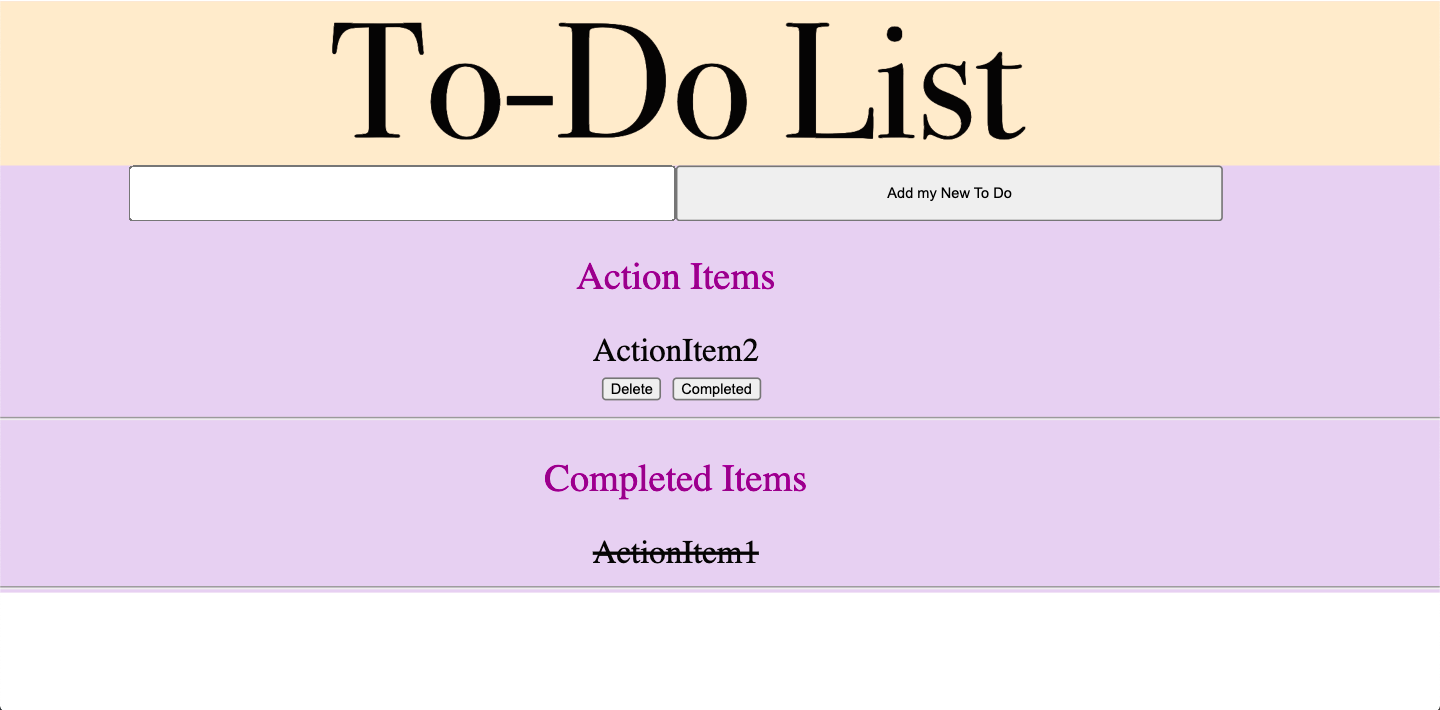 To-Do List
Add my New To Do
Action Items
ActionItem2
Delete Completed
Completed Items
ActionItem1